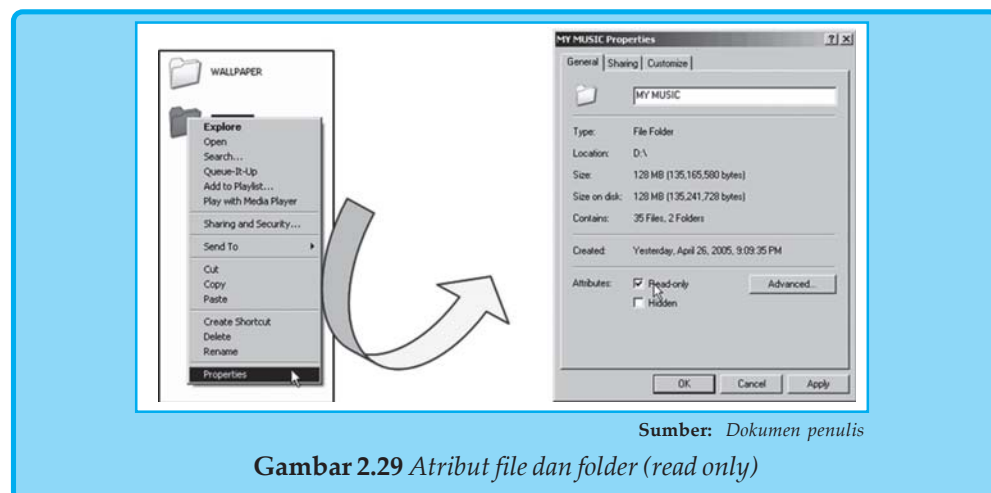 WALLPAPER
Explore
Open
Search...
Queue-It-Up
Add to Playlist...
Play with Media Player
Sharing and Security...
Send To
Cut
Copy
Paste
Create Shortcut
Delete
Rename
Properties
MY MUSIC Properties
General Sharing Customize
MY MUSIC
Type: File Folder
Location: D:\
Size: 128 MB (135,165,580 bytes)
Size on disk: 128 MB (135,241,728 bytes)
Contains: 35 Files, 2 Folders
Created: Yesterday, April 26, 2005, 9:09:35 PM
Attributes: Read-only Advanced...
Hidden
OK Cancel Apply
Sumber: Dokumen penulis
Gambar 2.29 Atribut file dan folder (read only)